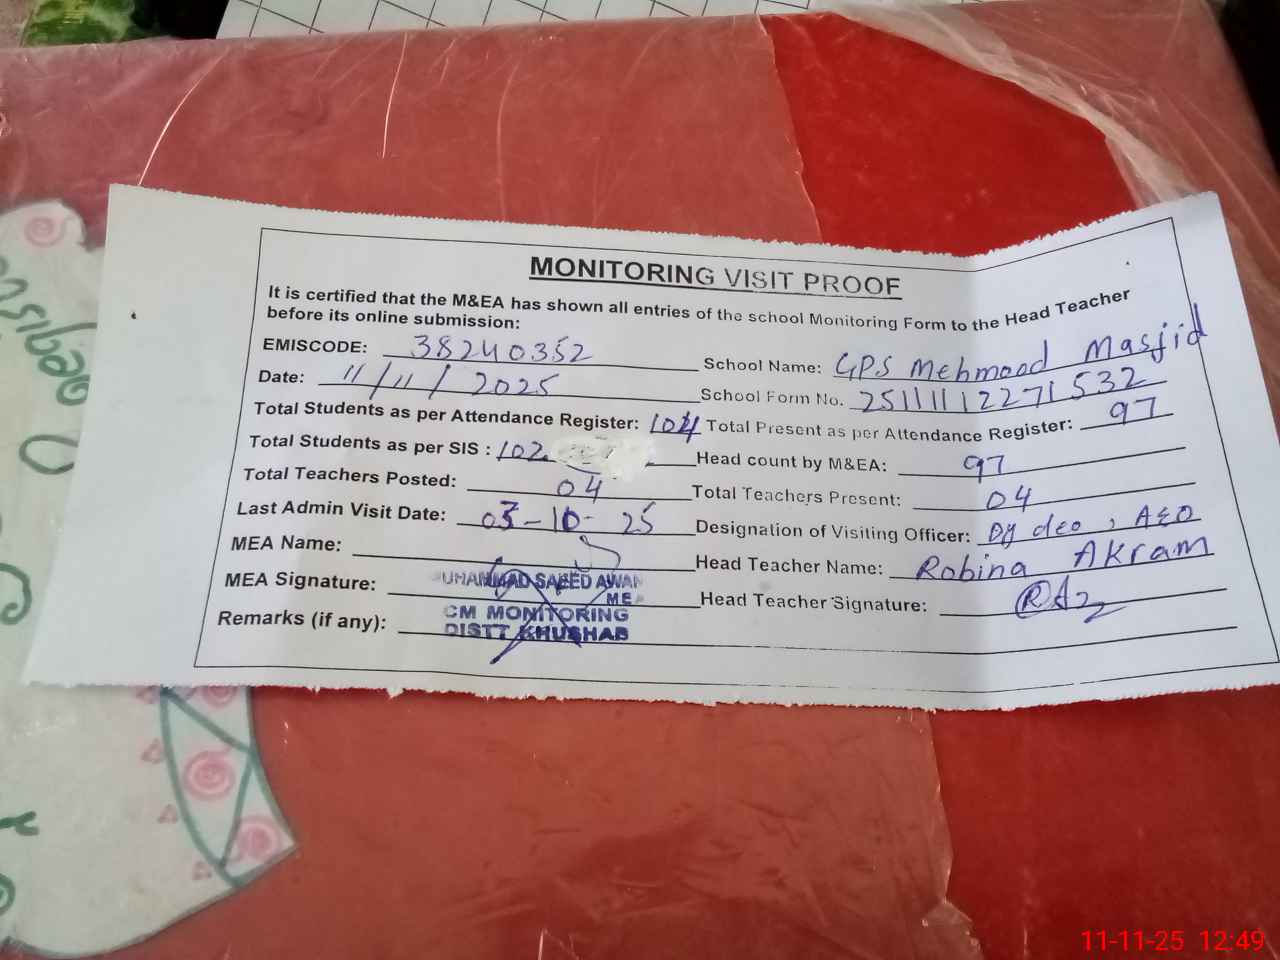 MONITORING VISIT PROOF
It is certified that the M&EA has shown all entries of the school Monitoring Form to the Head Teacher
before its online submission:
EMISCODE: 38240352 School Name: GPS Mehmood Masjid
Date: 11/11/2025 School Form No. 25111112271532
Total Students as per Attendance Register: 104 Total Present as per Attendance Register: 97
Total Students as per SIS : 102 Head count by M&EA: 97
Total Teachers Posted: 04 Total Teachers Present: 04
Last Admin Visit Date: 03-10-25 Designation of Visiting Officer: Dy deo, AEO
MEA Name: Head Teacher Name: Robina Akram
MEA Signature: UHAMMAD SAEED AWAN Head Teacher Signature:
ME
CM MONITORING
Remarks (if any): DISTT KHUSHAB
11-11-25 12:49